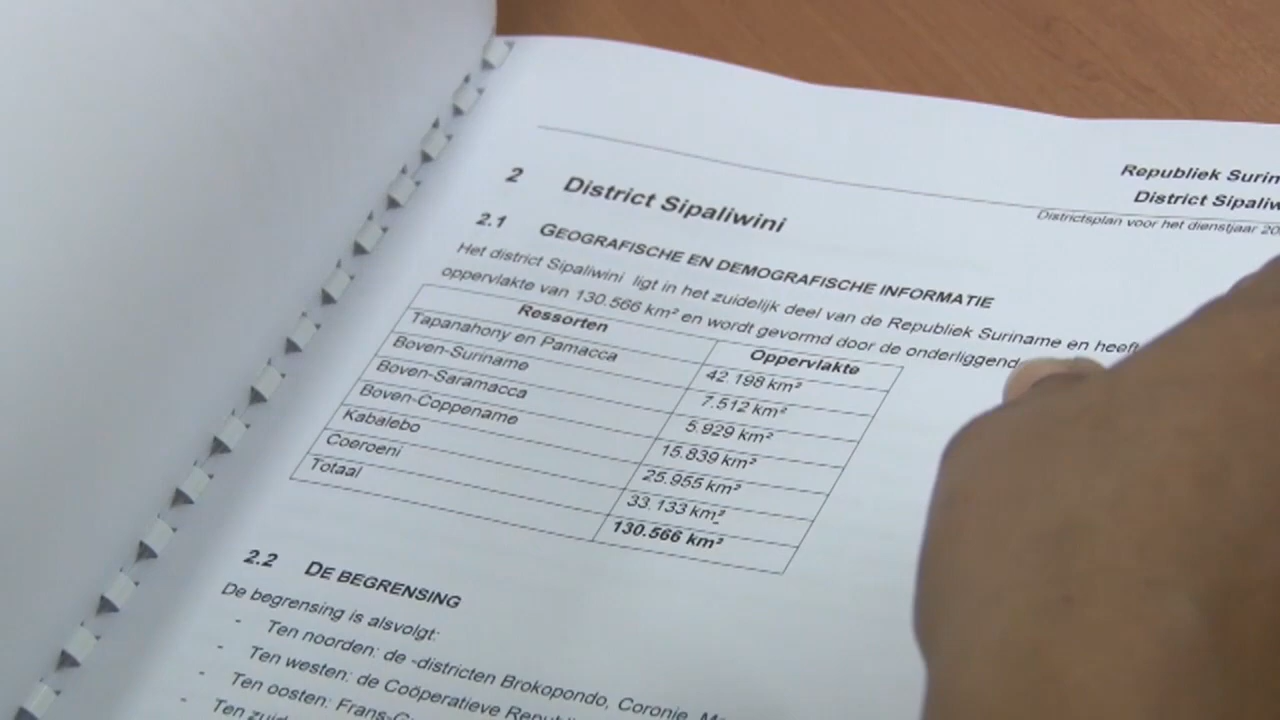 Republiek
District
Districtsplan voor het dienstjaar
2 District Sipaliwini
2.1 GEOGRAFISCHE EN DEMOGRAFISCHE INFORMATIE
Het district Sipaliwini ligt in het zuidelijk deel van de Republiek Suriname en heeft
oppervlakte van 130.566 km² en wordt gevormd door de
Ressorten Oppervlakte
Tapanahony en Pamacca 42.198 km²
Boven-Suriname 7.512 km²
Boven-Saramacca 5.929 km²
Boven-Coppename 15.839 km²
Kabalebo 25.955 km²
Coeroeni 33.133 km²
Totaal 130.566 km²
2.2 DE BEGRENSING
De begrensing is alsvolgt:
- Ten noorden: de -districten Brokopondo, Coronie,
- Ten westen: de Coöperatieve
- Ten oosten:
- Ten